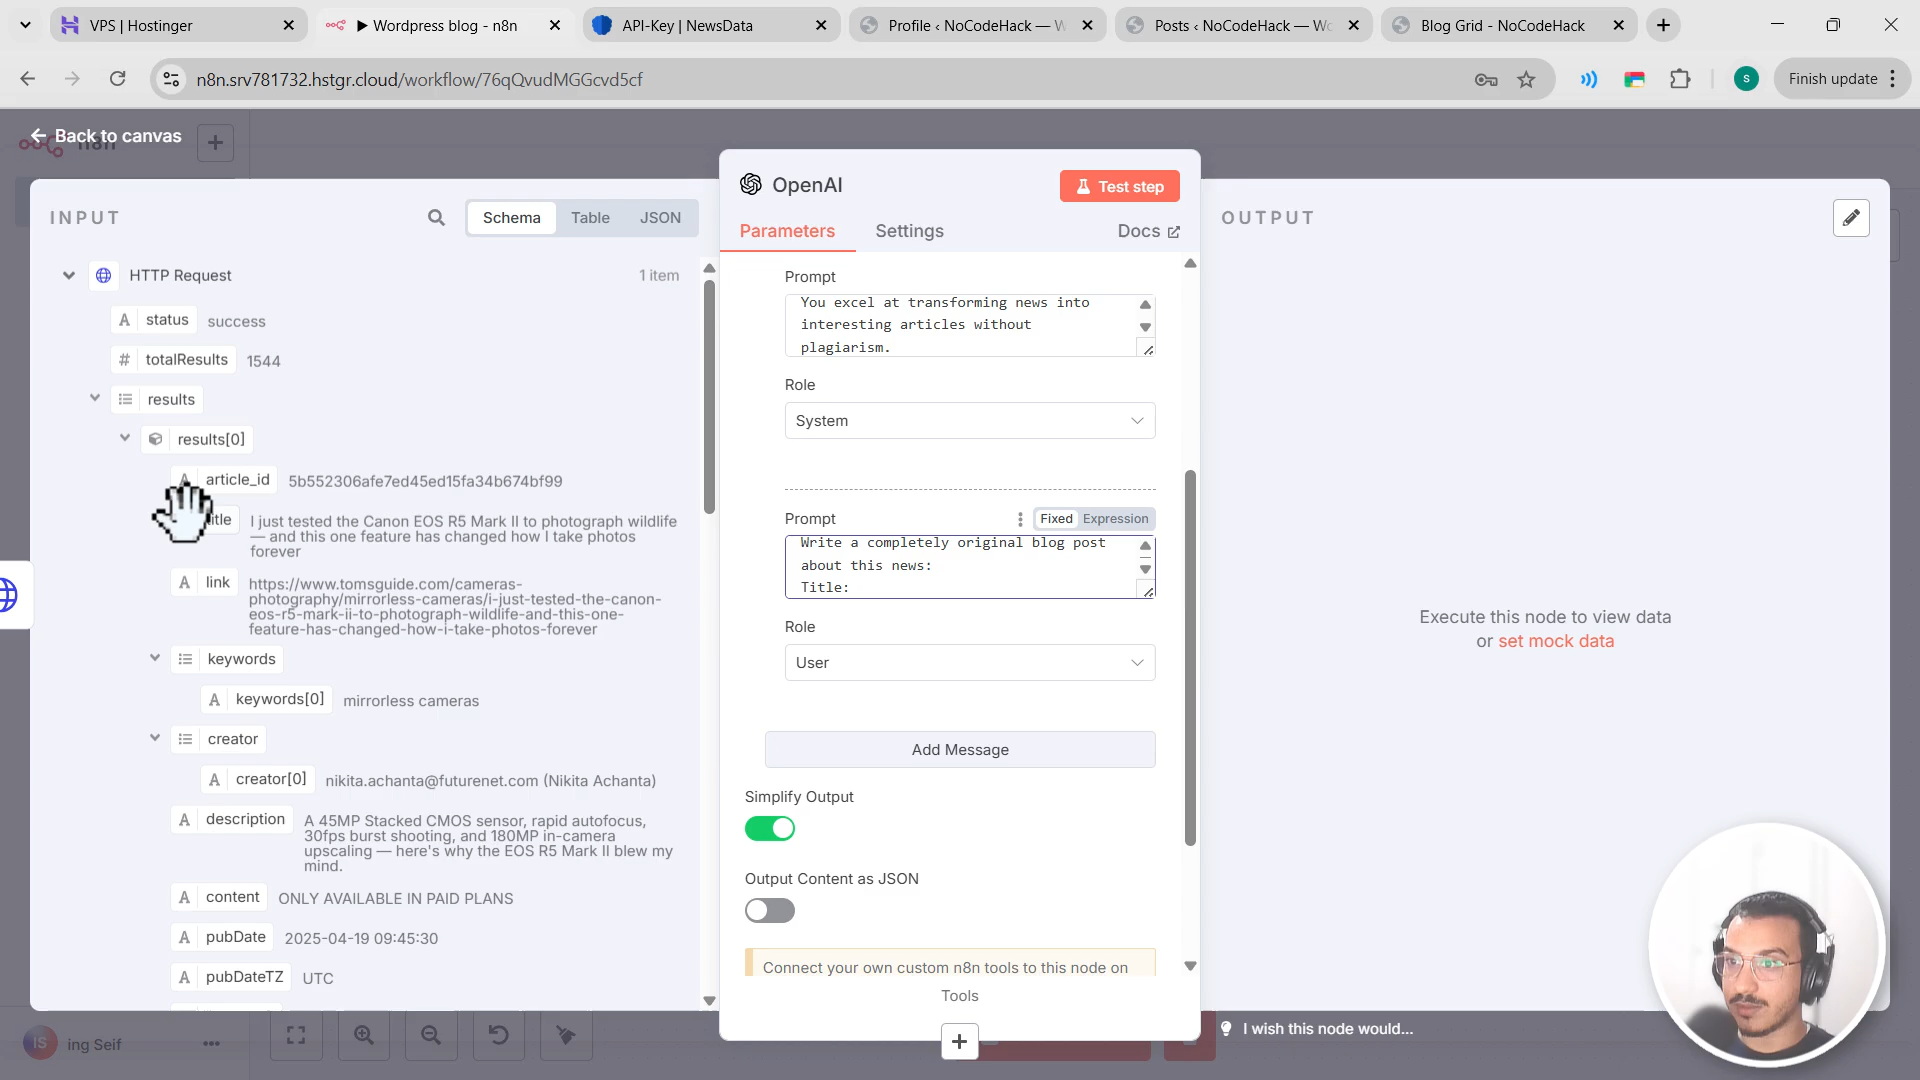 VPS | Hostinger
▶ Wordpress blog - n8n
API-Key | NewsData
Profile ‹ NoCodeHack — W
Posts ‹ NoCodeHack — Wo
Blog Grid - NoCodeHack
n8n.srv781732.hstgr.cloud/workflow/76qQvudMGGcvd5cf
S
Finish update
Back to canvas
n8n
INPUT
Schema
Table
JSON
HTTP Request
1 item
A status success
# totalResults 1544
results
results[0]
A article_id 5b552306afe7ed45ed15fa34b674bf99
title I just tested the Canon EOS R5 Mark II to photograph wildlife
— and this one feature has changed how I take photos
forever
A link https://www.tomsguide.com/cameras-
photography/mirrorless-cameras/i-just-tested-the-canon-
eos-r5-mark-ii-to-photograph-wildlife-and-this-one-
feature-has-changed-how-i-take-photos-forever
keywords
A keywords[0] mirrorless cameras
creator
A creator[0] nikita.achanta@futurenet.com (Nikita Achanta)
A description A 45MP Stacked CMOS sensor, rapid autofocus,
30fps burst shooting, and 180MP in-camera
upscaling — here's why the EOS R5 Mark II blew my
mind.
A content ONLY AVAILABLE IN PAID PLANS
A pubDate 2025-04-19 09:45:30
A pubDateTZ UTC
IS
ing Seif
OpenAI
Test step
Parameters
Settings
Docs
Prompt
You excel at transforming news into
interesting articles without
plagiarism.
Role
System
Prompt
Fixed Expression
Write a completely original blog post
about this news:
Title:
Role
User
Add Message
Simplify Output
Output Content as JSON
Connect your own custom n8n tools to this node on
Tools
OUTPUT
Execute this node to view data
or set mock data
I wish this node would...